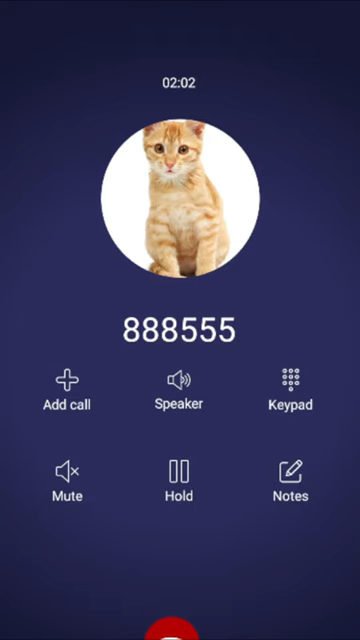 02:02
888555
Add call
Speaker
Keypad
Mute
Hold
Notes